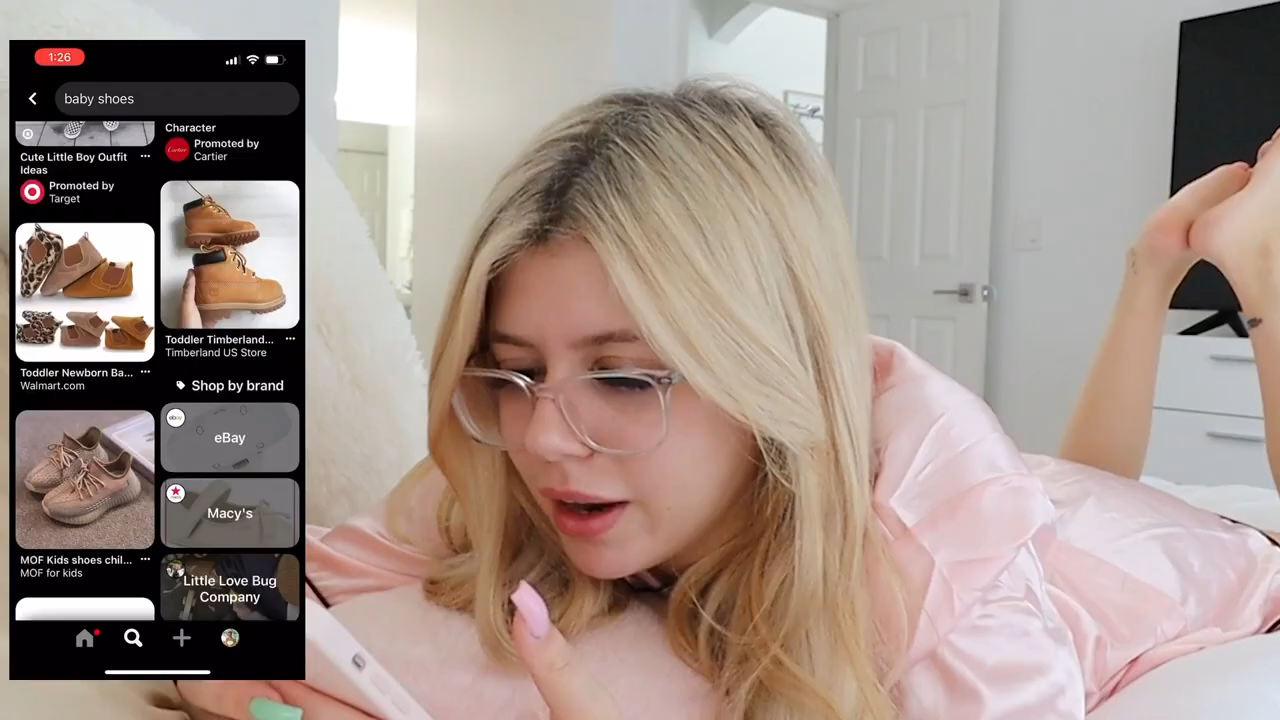 1:26
baby shoes
Cute Little Boy Outfit
Ideas
Promoted by
Target
Toddler Newborn Ba...
Walmart.com
MOF Kids shoes chil...
MOF for kids
Character
Promoted by
Cartier
Cartier
Toddler Timberland...
Timberland US Store
Shop by brand
ebay
eBay
Macy's
Little Love Bug
Company